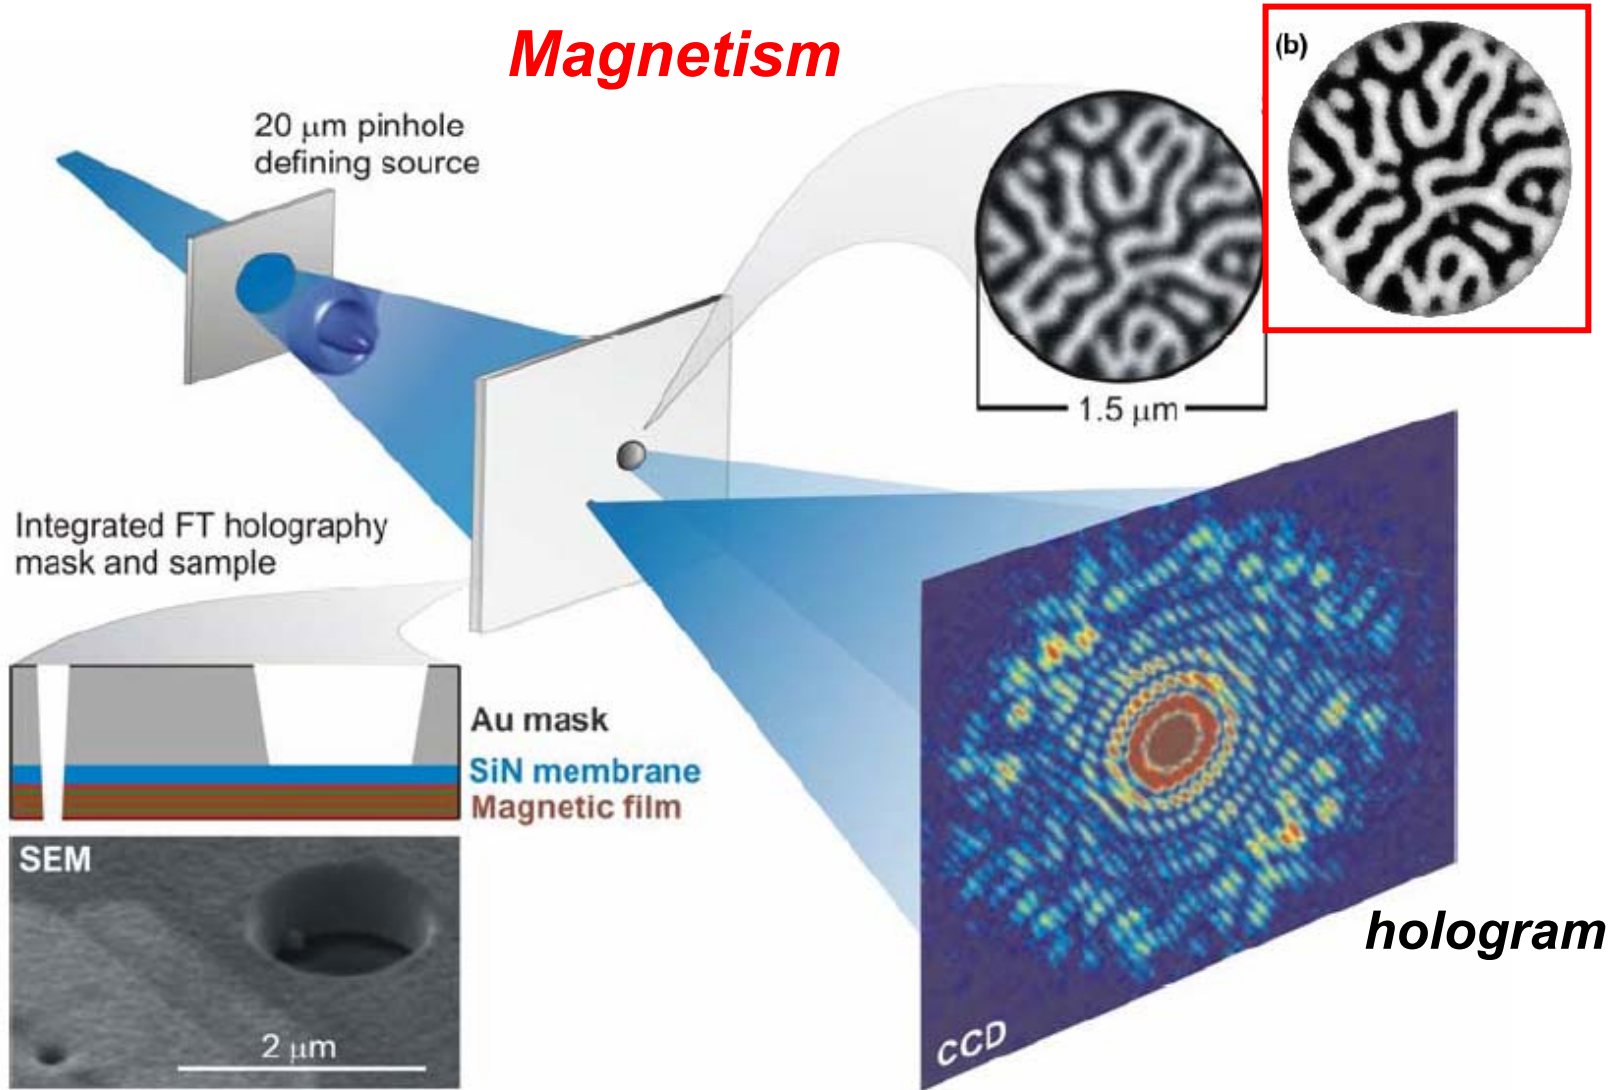 Magnetism
(b)
20 μm pinhole
defining source
1.5 μm
Integrated FT holography
mask and sample
Au mask
SiN membrane
Magnetic film
SEM
2 μm
hologram
CCD